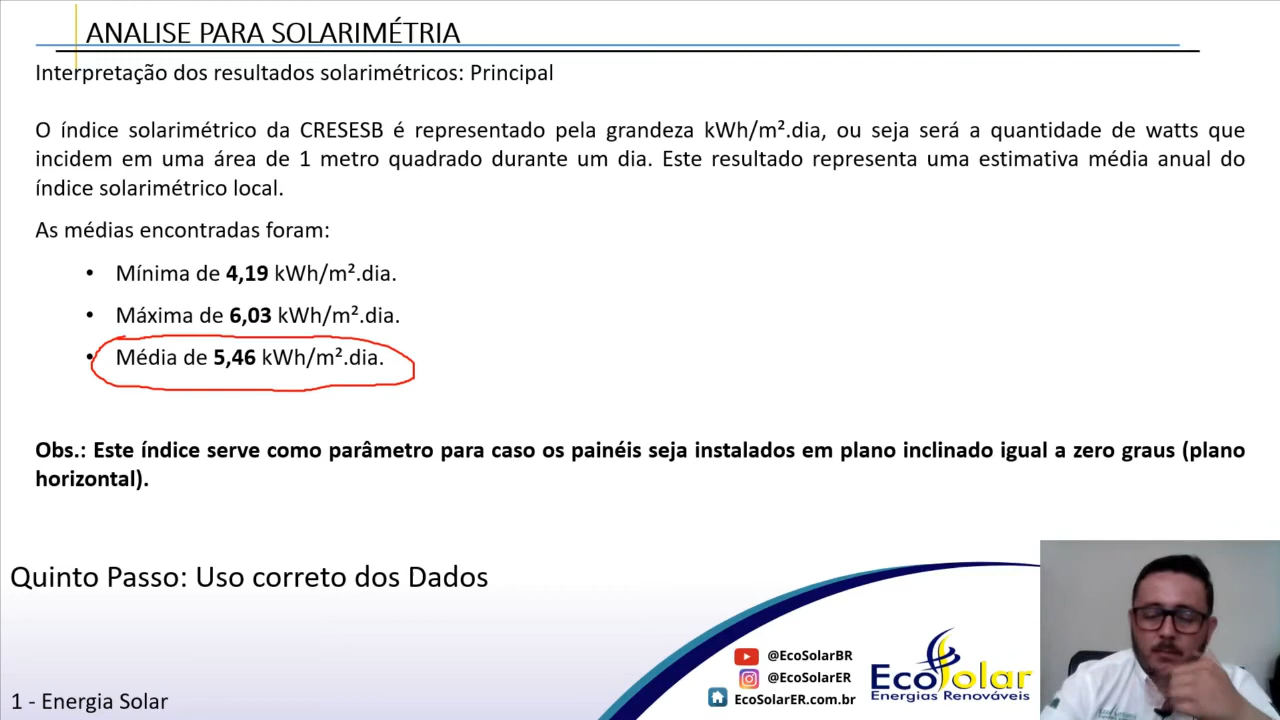 ANALISE PARA SOLARIMÉTRIA
Interpretação dos resultados solarimétricos: Principal
O índice solarimétrico da CRESESB é representado pela grandeza kWh/m².dia, ou seja será a quantidade de watts que
incidem em uma área de 1 metro quadrado durante um dia. Este resultado representa uma estimativa média anual do
índice solarimétrico local.
As médias encontradas foram:
• Mínima de 4,19 kWh/m².dia.
• Máxima de 6,03 kWh/m².dia.
• Média de 5,46 kWh/m².dia.
Obs.: Este índice serve como parâmetro para caso os painéis seja instalados em plano inclinado igual a zero graus (plano
horizontal).
Quinto Passo: Uso correto dos Dados
@EcoSolarBR
@EcoSolarER
EcoSolarER.com.br
EcoSolar
Energias Renováveis
1 - Energia Solar